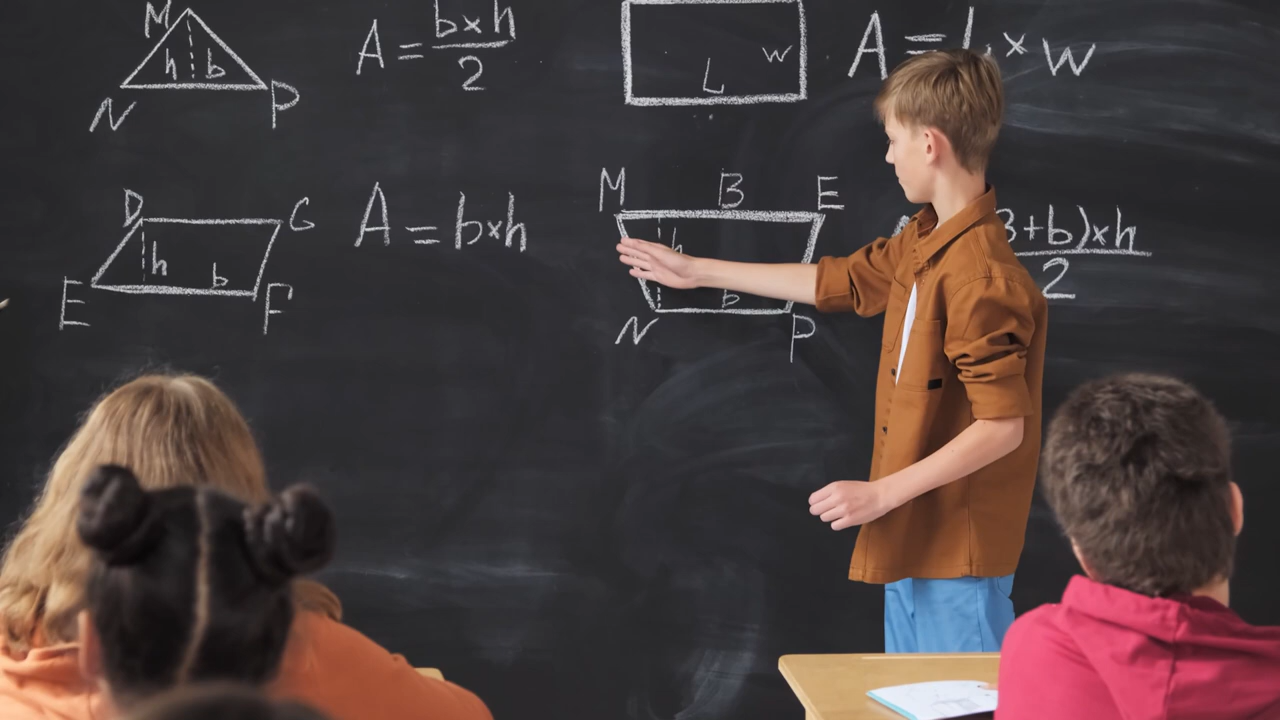 M
h b
N P
A = b×h
2
L W
A = L × W
D G
h b
E F
A = b×h
M B E
h
b
N P
B+b)×h
2